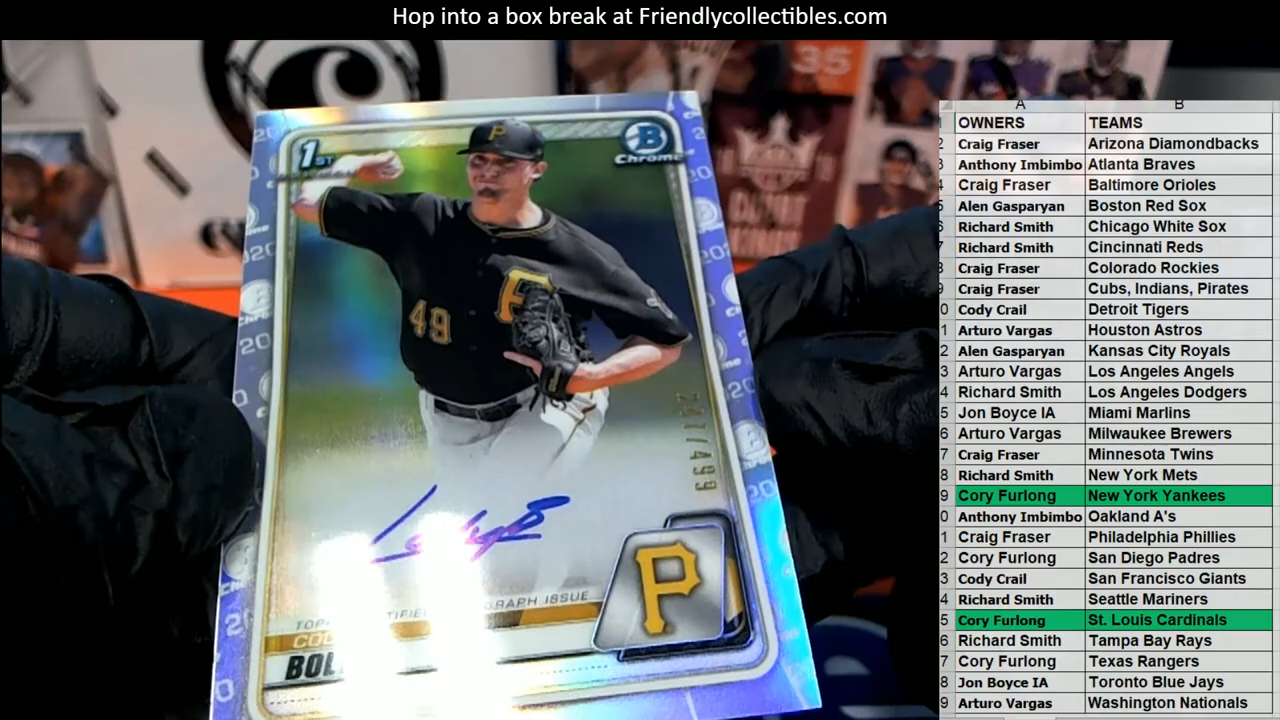 Hop into a box break at Friendlycollectibles.com
35
1ST
B
Chrome
P
49
/499
GRAPH ISSUE
P
BOL
A B
OWNERS TEAMS
Craig Fraser Arizona Diamondbacks
Anthony Imbimbo Atlanta Braves
Craig Fraser Baltimore Orioles
Alen Gasparyan Boston Red Sox
Richard Smith Chicago White Sox
Richard Smith Cincinnati Reds
Craig Fraser Colorado Rockies
Craig Fraser Cubs, Indians, Pirates
Cody Crail Detroit Tigers
Arturo Vargas Houston Astros
Alen Gasparyan Kansas City Royals
Arturo Vargas Los Angeles Angels
Richard Smith Los Angeles Dodgers
Jon Boyce IA Miami Marlins
Arturo Vargas Milwaukee Brewers
Craig Fraser Minnesota Twins
Richard Smith New York Mets
Cory Furlong New York Yankees
Anthony Imbimbo Oakland A's
Craig Fraser Philadelphia Phillies
Cory Furlong San Diego Padres
Cody Crail San Francisco Giants
Richard Smith Seattle Mariners
Cory Furlong St. Louis Cardinals
Richard Smith Tampa Bay Rays
Cory Furlong Texas Rangers
Jon Boyce IA Toronto Blue Jays
Arturo Vargas Washington Nationals